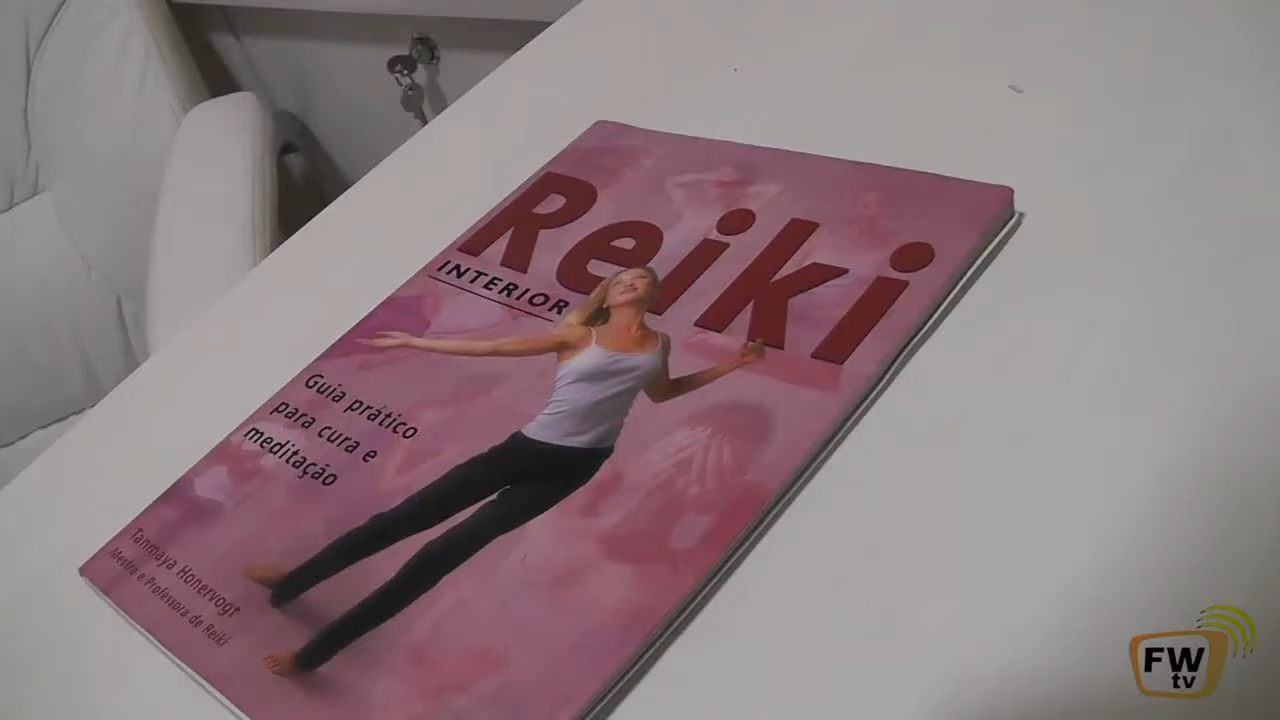 Reiki
INTERIOR
Guia prático
para cura e
meditação
Tanmaya Honervogt
Mestra e Professora de Reiki
FW
tv